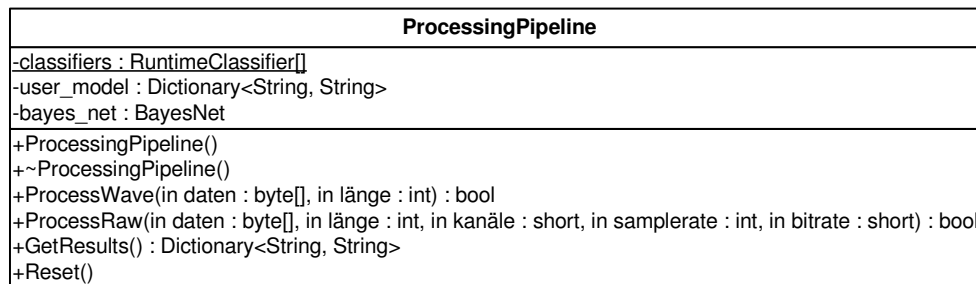 ProcessingPipeline
-classifiers : RuntimeClassifier[]
-user_model : Dictionary<String, String>
-bayes_net : BayesNet
+ProcessingPipeline()
+~ProcessingPipeline()
+ProcessWave(in daten : byte[], in länge : int) : bool
+ProcessRaw(in daten : byte[], in länge : int, in kanäle : short, in samplerate : int, in bitrate : short) : bool
+GetResults() : Dictionary<String, String>
+Reset()